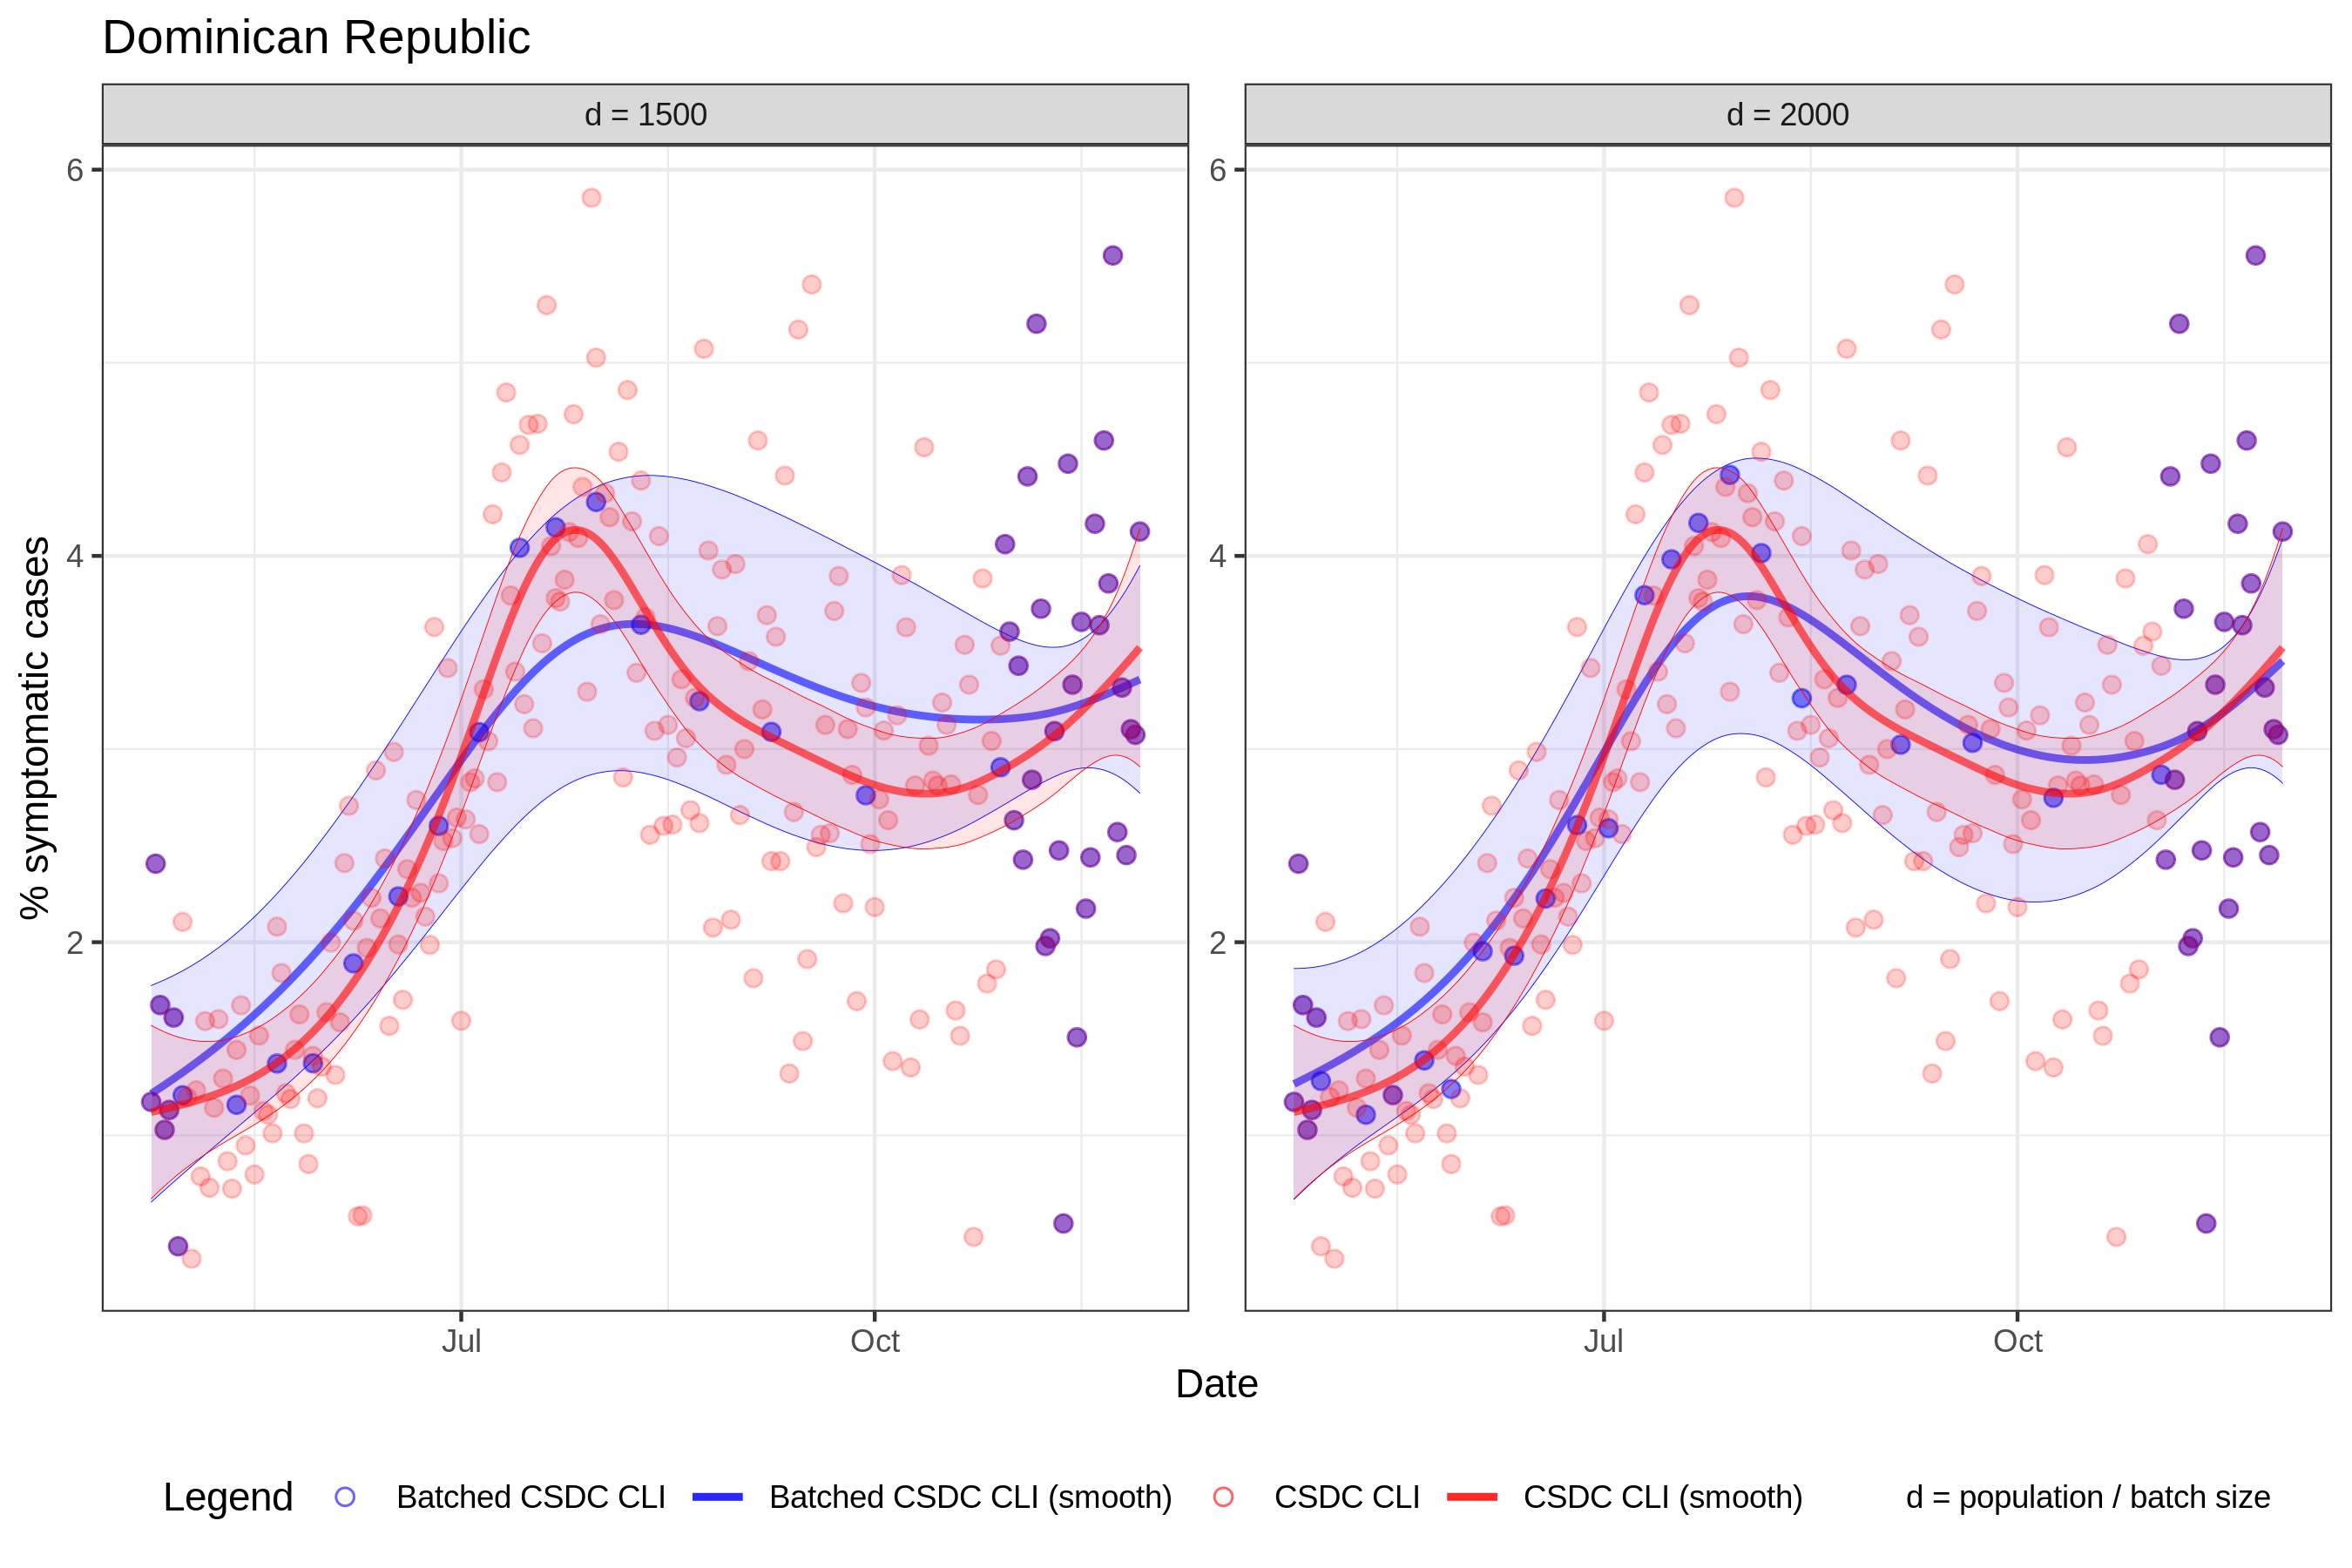 Dominican Republic
d = 1500
d = 2000
% symptomatic cases
6
4
2
6
4
2
Jul
Oct
Jul
Oct
Date
Legend
Batched CSDC CLI
Batched CSDC CLI (smooth)
CSDC CLI
CSDC CLI (smooth)
d = population / batch size